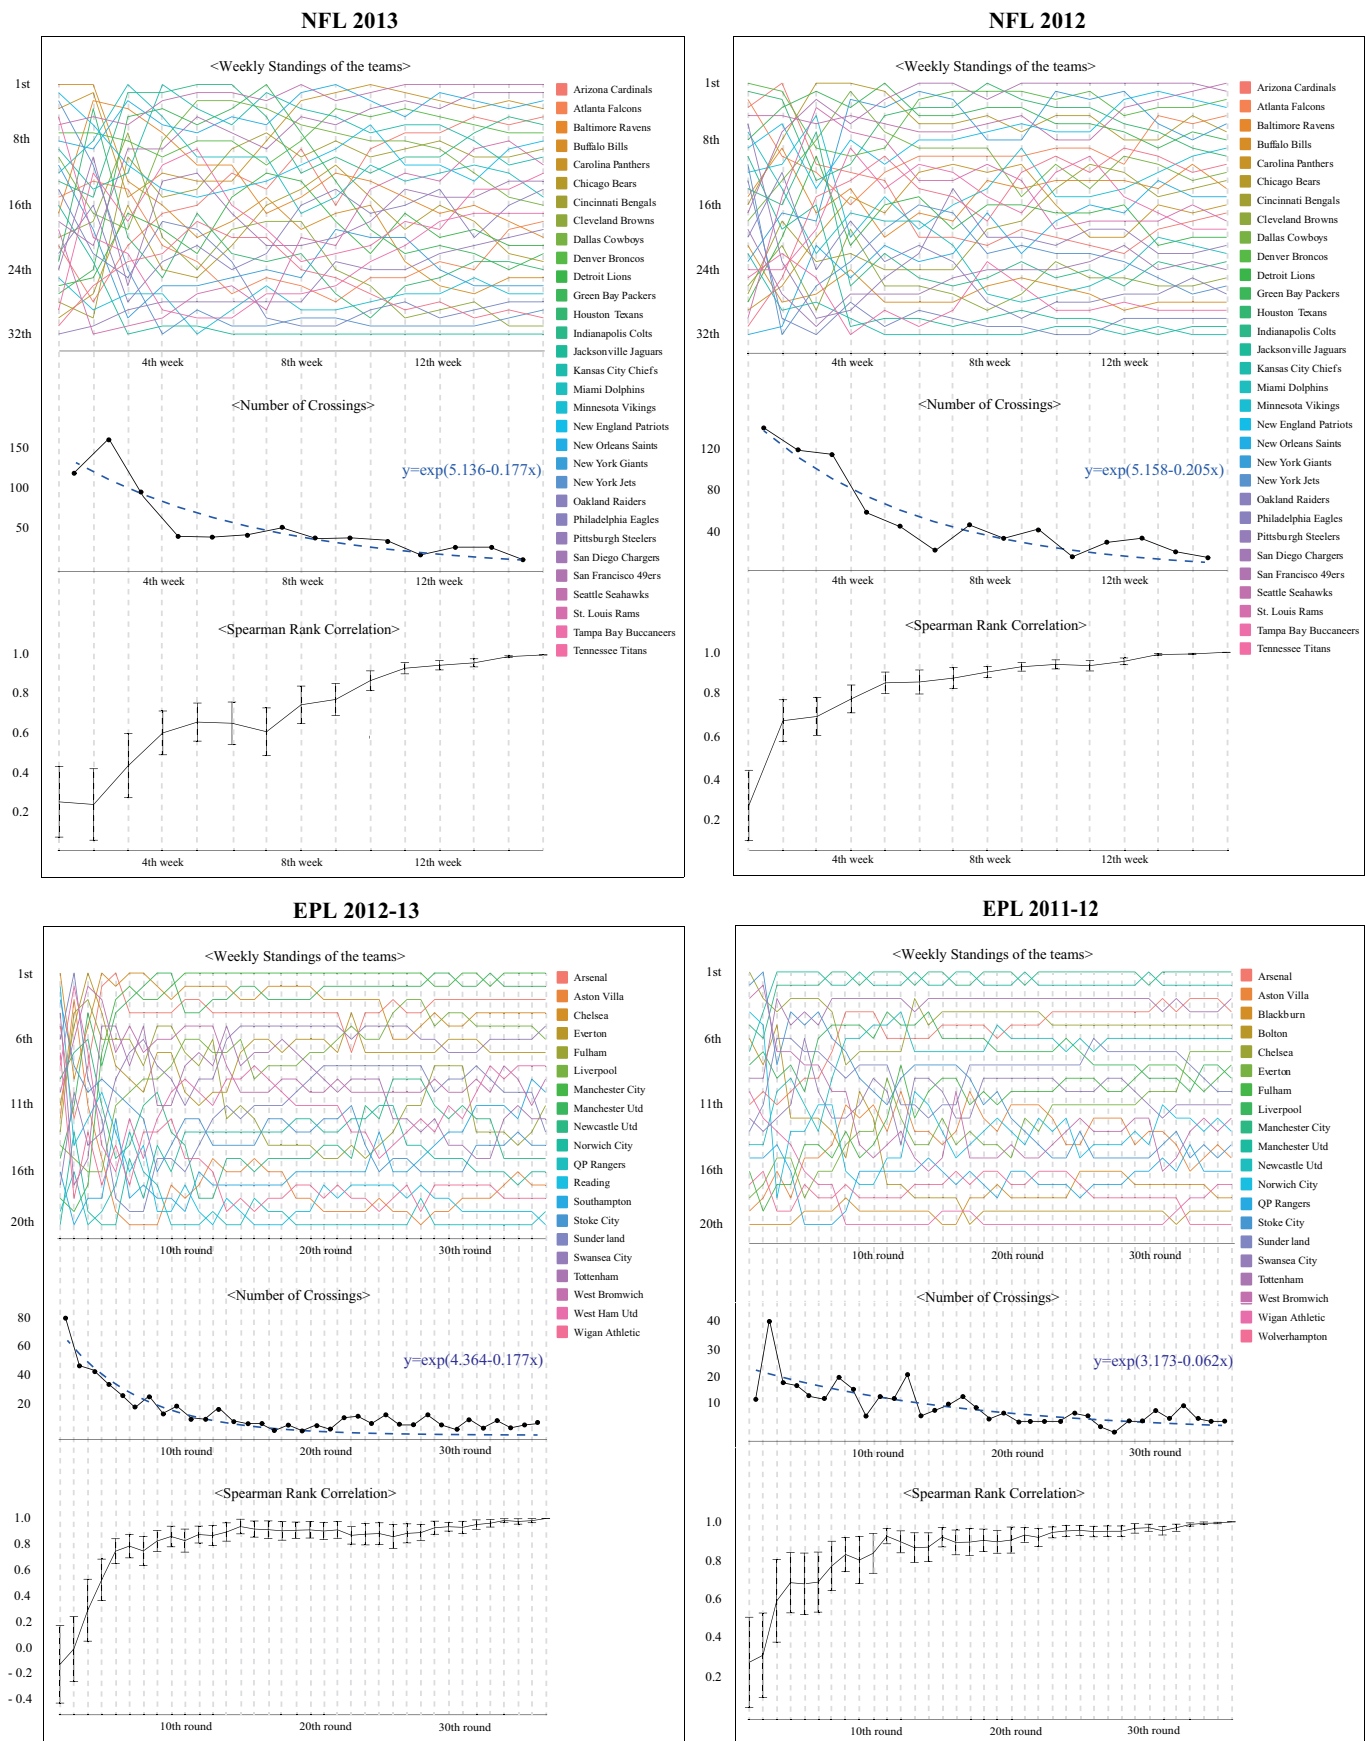 NFL 2013
<Weekly Standings of the teams>
1st
8th
16th
24th
32th
4th week
8th week
12th week
Arizona Cardinals
Atlanta Falcons
Baltimore Ravens
Buffalo Bills
Carolina Panthers
Chicago Bears
Cincinnati Bengals
Cleveland Browns
Dallas Cowboys
Denver Broncos
Detroit Lions
Green Bay Packers
Houston Texans
Indianapolis Colts
Jacksonville Jaguars
Kansas City Chiefs
Miami Dolphins
Minnesota Vikings
New England Patriots
New Orleans Saints
New York Giants
New York Jets
Oakland Raiders
Philadelphia Eagles
Pittsburgh Steelers
San Diego Chargers
San Francisco 49ers
Seattle Seahawks
St. Louis Rams
Tampa Bay Buccaneers
Tennessee Titans
<Number of Crossings>
150
100
50
y=exp(5.136-0.177x)
4th week
8th week
12th week
<Spearman Rank Correlation>
1.0
0.8
0.6
0.4
0.2
4th week
8th week
12th week
NFL 2012
<Weekly Standings of the teams>
1st
8th
16th
24th
32th
4th week
8th week
12th week
Arizona Cardinals
Atlanta Falcons
Baltimore Ravens
Buffalo Bills
Carolina Panthers
Chicago Bears
Cincinnati Bengals
Cleveland Browns
Dallas Cowboys
Denver Broncos
Detroit Lions
Green Bay Packers
Houston Texans
Indianapolis Colts
Jacksonville Jaguars
Kansas City Chiefs
Miami Dolphins
Minnesota Vikings
New England Patriots
New Orleans Saints
New York Giants
New York Jets
Oakland Raiders
Philadelphia Eagles
Pittsburgh Steelers
San Diego Chargers
San Francisco 49ers
Seattle Seahawks
St. Louis Rams
Tampa Bay Buccaneers
Tennessee Titans
<Number of Crossings>
120
80
40
y=exp(5.158-0.205x)
4th week
8th week
12th week
<Spearman Rank Correlation>
1.0
0.8
0.6
0.4
0.2
4th week
8th week
12th week
EPL 2012-13
<Weekly Standings of the teams>
1st
6th
11th
16th
20th
10th round
20th round
30th round
Arsenal
Aston Villa
Chelsea
Everton
Fulham
Liverpool
Manchester City
Manchester Utd
Newcastle Utd
Norwich City
QP Rangers
Reading
Southampton
Stoke City
Sunder land
Swansea City
Tottenham
West Bromwich
West Ham Utd
Wigan Athletic
<Number of Crossings>
80
60
40
20
y=exp(4.364-0.177x)
10th round
20th round
30th round
<Spearman Rank Correlation>
1.0
0.8
0.6
0.4
0.2
0.0
- 0.2
- 0.4
10th round
20th round
30th round
EPL 2011-12
<Weekly Standings of the teams>
1st
6th
11th
16th
20th
10th round
20th round
30th round
Arsenal
Aston Villa
Blackburn
Bolton
Chelsea
Everton
Fulham
Liverpool
Manchester City
Manchester Utd
Newcastle Utd
Norwich City
QP Rangers
Stoke City
Sunder land
Swansea City
Tottenham
West Bromwich
Wigan Athletic
Wolverhampton
<Number of Crossings>
40
30
20
10
y=exp(3.173-0.062x)
10th round
20th round
30th round
<Spearman Rank Correlation>
1.0
0.8
0.6
0.4
0.2
10th round
20th round
30th round